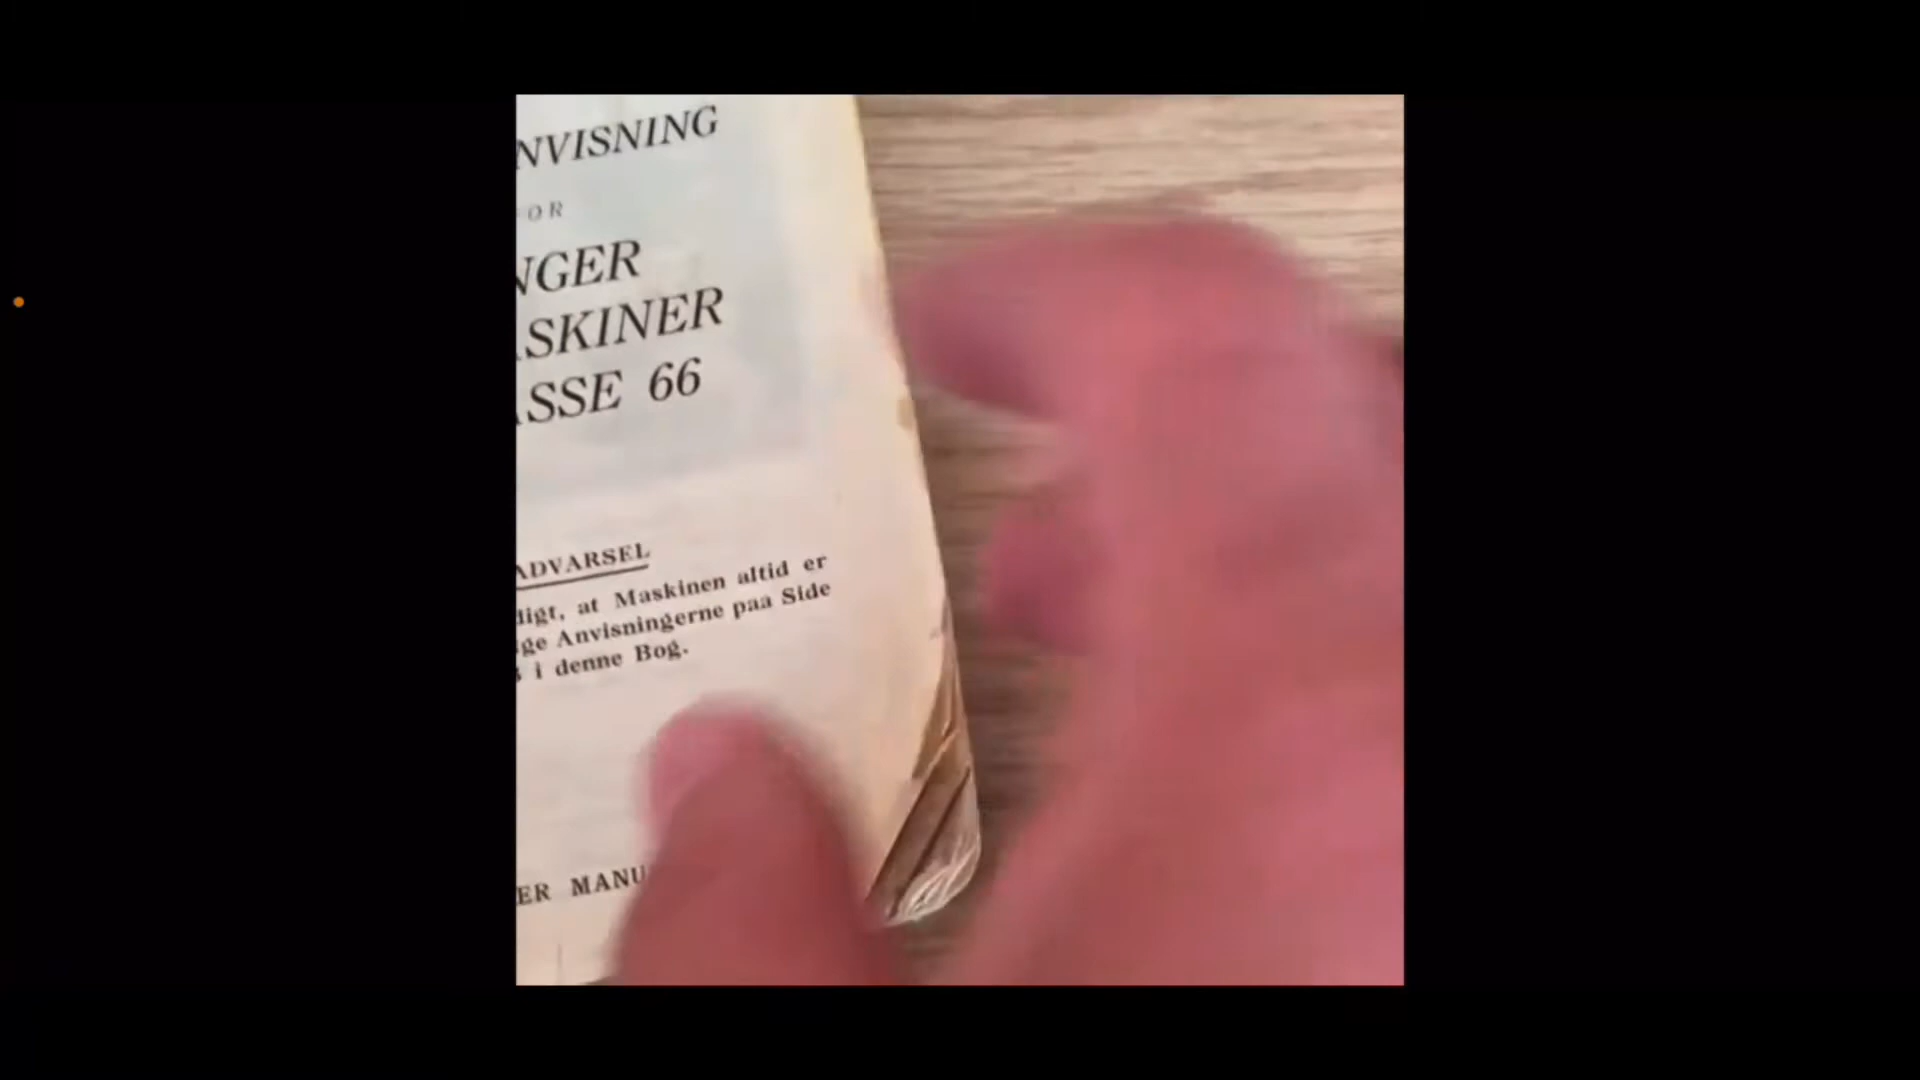 NVISNING
OR
NGER
ASKINER
ASSE 66
ADVARSEL
digt, at Maskinen altid er
ge Anvisningerne paa Side
i denne Bog.
ER MANU